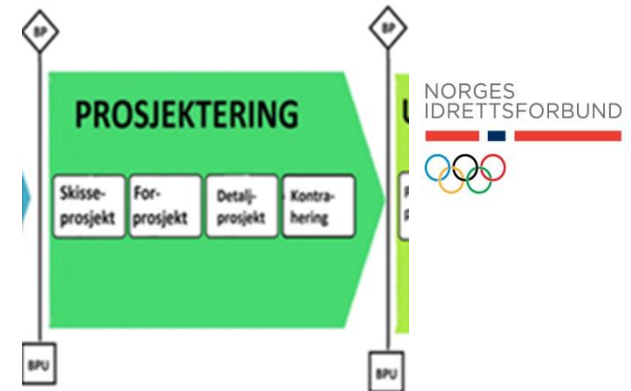 BP
BP
PROSJEKTERING
Skisse-
prosjekt
For-
prosjekt
Detalj-
prosjekt
Kontra-
hering
BPU
BPU
NORGES
IDRETTSFORBUND